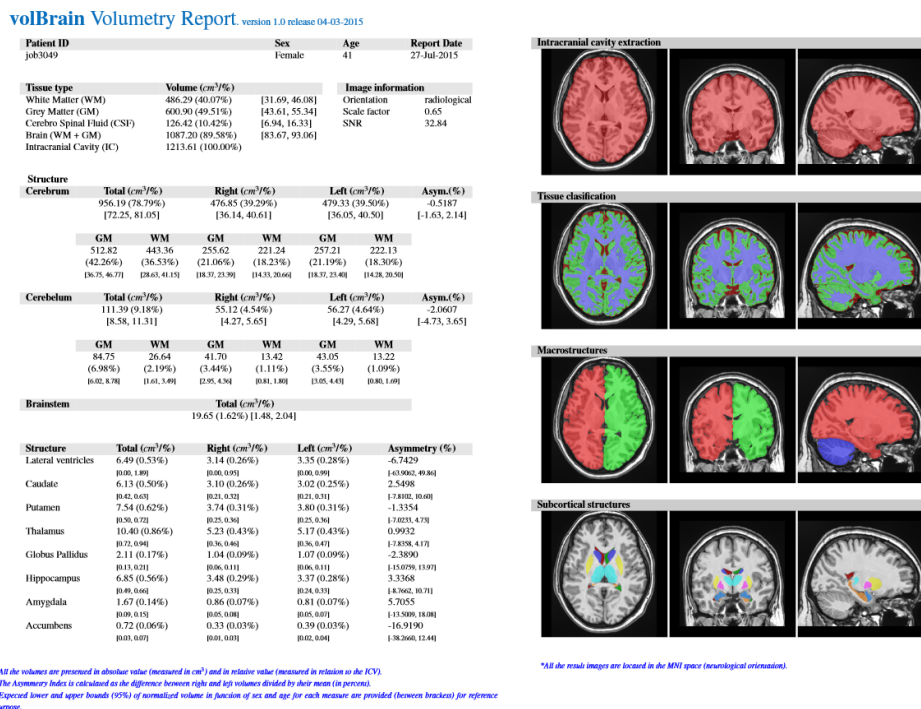 volBrain Volumetry Report. version 1.0 release 04-03-2015
Patient ID Sex Age Report Date
job3049 Female 41 27-Jul-2015
Tissue type Volume (cm³/%) Image information
White Matter (WM) 486.29 (40.07%) [31.69, 46.08] Orientation radiological
Grey Matter (GM) 600.90 (49.51%) [43.61, 55.34] Scale factor 0.65
Cerebro Spinal Fluid (CSF) 126.42 (10.42%) [6.94, 16.33] SNR 32.84
Brain (WM + GM) 1087.20 (89.58%) [83.67, 93.06]
Intracranial Cavity (IC) 1213.61 (100.00%)
Structure
Cerebrum Total (cm³/%) Right (cm³/%) Left (cm³/%) Asym.(%)
956.19 (78.79%) 476.85 (39.29%) 479.33 (39.50%) -0.5187
[72.25, 81.05] [36.14, 40.61] [36.05, 40.50] [-1.63, 2.14]
GM WM GM WM GM WM
512.82 443.36 255.62 221.24 257.21 222.13
(42.26%) (36.53%) (21.06%) (18.23%) (21.19%) (18.30%)
[36.75, 46.77] [28.63, 41.15] [18.37, 23.39] [14.33, 20.66] [18.37, 23.40] [14.28, 20.50]
Cerebelum Total (cm³/%) Right (cm³/%) Left (cm³/%) Asym.(%)
111.39 (9.18%) 55.12 (4.54%) 56.27 (4.64%) -2.0607
[8.58, 11.31] [4.27, 5.65] [4.29, 5.68] [-4.73, 3.65]
GM WM GM WM GM WM
84.75 26.64 41.70 13.42 43.05 13.22
(6.98%) (2.19%) (3.44%) (1.11%) (3.55%) (1.09%)
[6.02, 8.78] [1.61, 3.49] [2.95, 4.36] [0.81, 1.80] [3.05, 4.43] [0.80, 1.69]
Brainstem Total (cm³/%)
19.65 (1.62%) [1.48, 2.04]
Structure Total (cm³/%) Right (cm³/%) Left (cm³/%) Asymmetry (%)
Lateral ventricles 6.49 (0.53%) 3.14 (0.26%) 3.35 (0.28%) -6.7429
[0.00, 1.89] [0.00, 0.95] [0.00, 0.99] [-63.9062, 49.86]
Caudate 6.13 (0.50%) 3.10 (0.26%) 3.02 (0.25%) 2.5498
[0.42, 0.63] [0.21, 0.32] [0.21, 0.31] [-7.8102, 10.60]
Putamen 7.54 (0.62%) 3.74 (0.31%) 3.80 (0.31%) -1.3354
[0.50, 0.72] [0.25, 0.36] [0.25, 0.36] [-7.0233, 4.73]
Thalamus 10.40 (0.86%) 5.23 (0.43%) 5.17 (0.43%) 0.9932
[0.72, 0.94] [0.36, 0.46] [0.36, 0.47] [-7.8358, 4.17]
Globus Pallidus 2.11 (0.17%) 1.04 (0.09%) 1.07 (0.09%) -2.3890
[0.13, 0.21] [0.06, 0.11] [0.06, 0.11] [-15.0759, 13.97]
Hippocampus 6.85 (0.56%) 3.48 (0.29%) 3.37 (0.28%) 3.3368
[0.49, 0.66] [0.25, 0.33] [0.24, 0.33] [-8.7662, 10.71]
Amygdala 1.67 (0.14%) 0.86 (0.07%) 0.81 (0.07%) 5.7055
[0.09, 0.15] [0.05, 0.08] [0.05, 0.07] [-13.5009, 18.08]
Accumbens 0.72 (0.06%) 0.33 (0.03%) 0.39 (0.03%) -16.9190
[0.03, 0.07] [0.01, 0.03] [0.02, 0.04] [-38.2660, 12.44]
All the volumes are presented in absolute value (measured in cm³) and in relative value (measured in relation to the ICV).
The Asymmery Index is calculated as the difference between right and left volumes divided by their mean (in percent).
Expected lower and upper bounds (95%) of normalized volume in function of sex and age for each measure are provided (between brackets) for reference
urpose.
Intracranial cavity extraction
Tissue clasification
Macrostructures
Subcortical structures
*All the result images are located in the MNI space (neurological orientation).